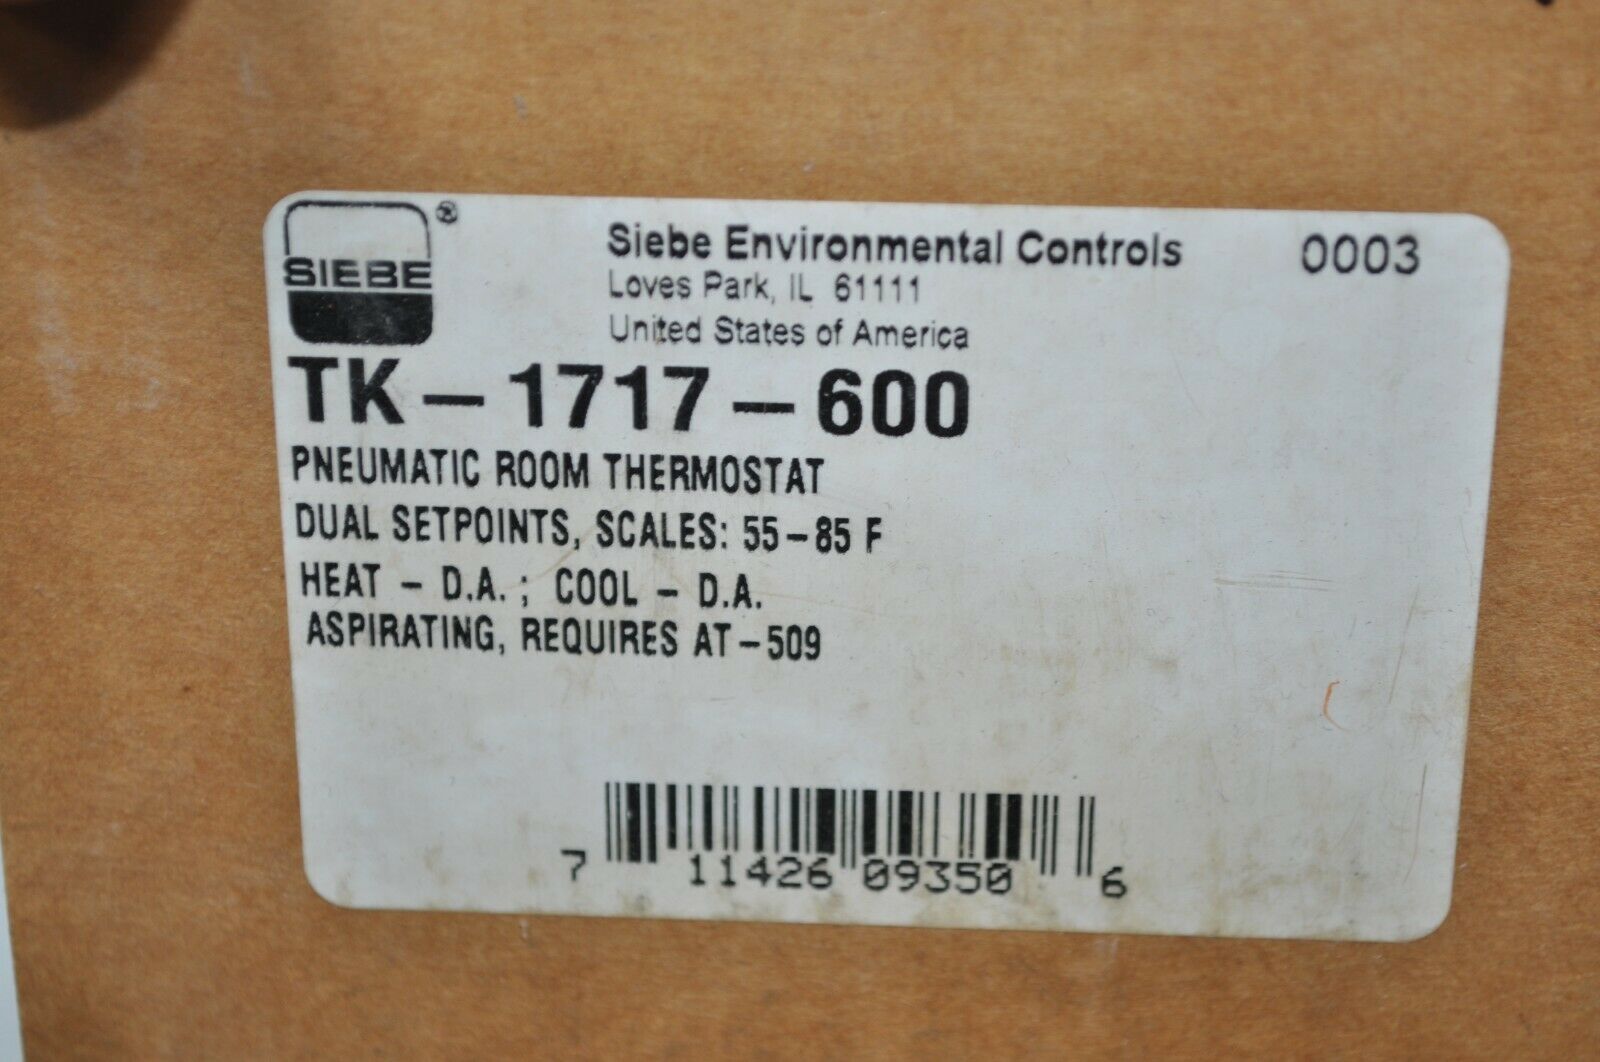 SIEBE ®
Siebe Environmental Controls 0003
Loves Park, IL 61111
United States of America
TK-1717-600
PNEUMATIC ROOM THERMOSTAT
DUAL SETPOINTS, SCALES: 55-85 F
HEAT - D.A. ; COOL - D.A.
ASPIRATING, REQUIRES AT-509
7 11426 09350 6